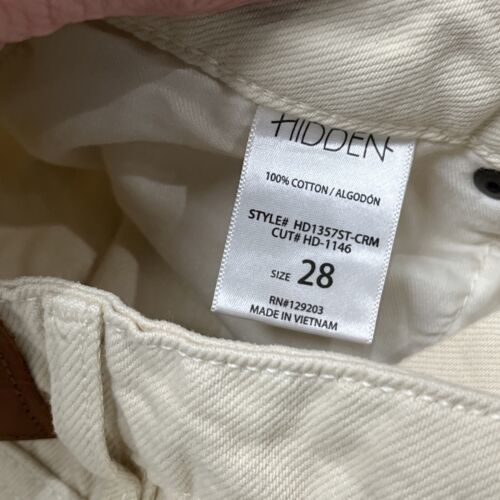 HIDDEN
100% COTTON / ALGODÓN
STYLE# HD1357ST-CRM
CUT# HD-1146
SIZE 28
RN#129203
MADE IN VIETNAM